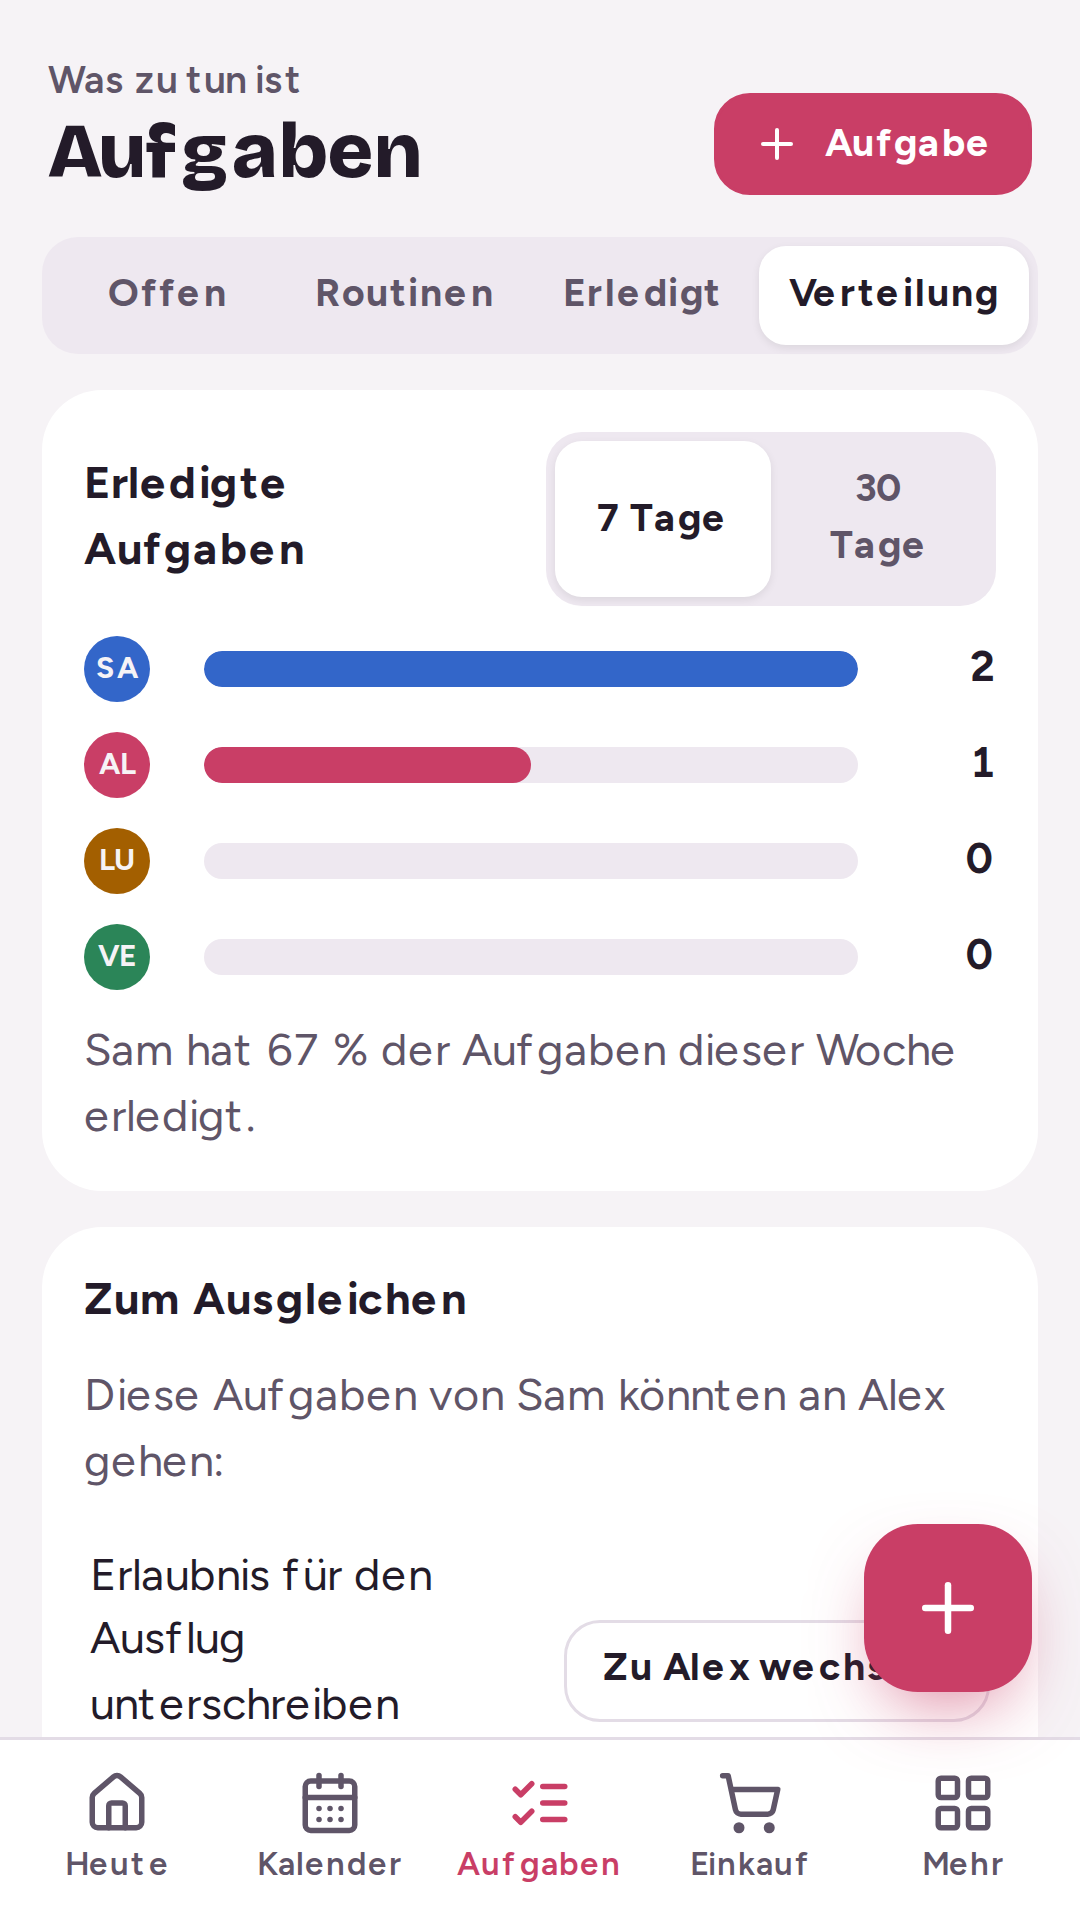 Was zu tun ist
Aufgaben
Aufgabe
Offen
Routinen
Erledigt
Verteilung
Erledigte
Aufgaben
7 Tage
30
Tage
SA
2
AL
1
LU
0
VE
0
Sam hat 67 % der Aufgaben dieser Woche
erledigt.
Zum Ausgleichen
Diese Aufgaben von Sam könnten an Alex
gehen:
Erlaubnis für den
Ausflug
unterschreiben
Zu Alex
Heute
Kalender
Aufgaben
Einkauf
Mehr